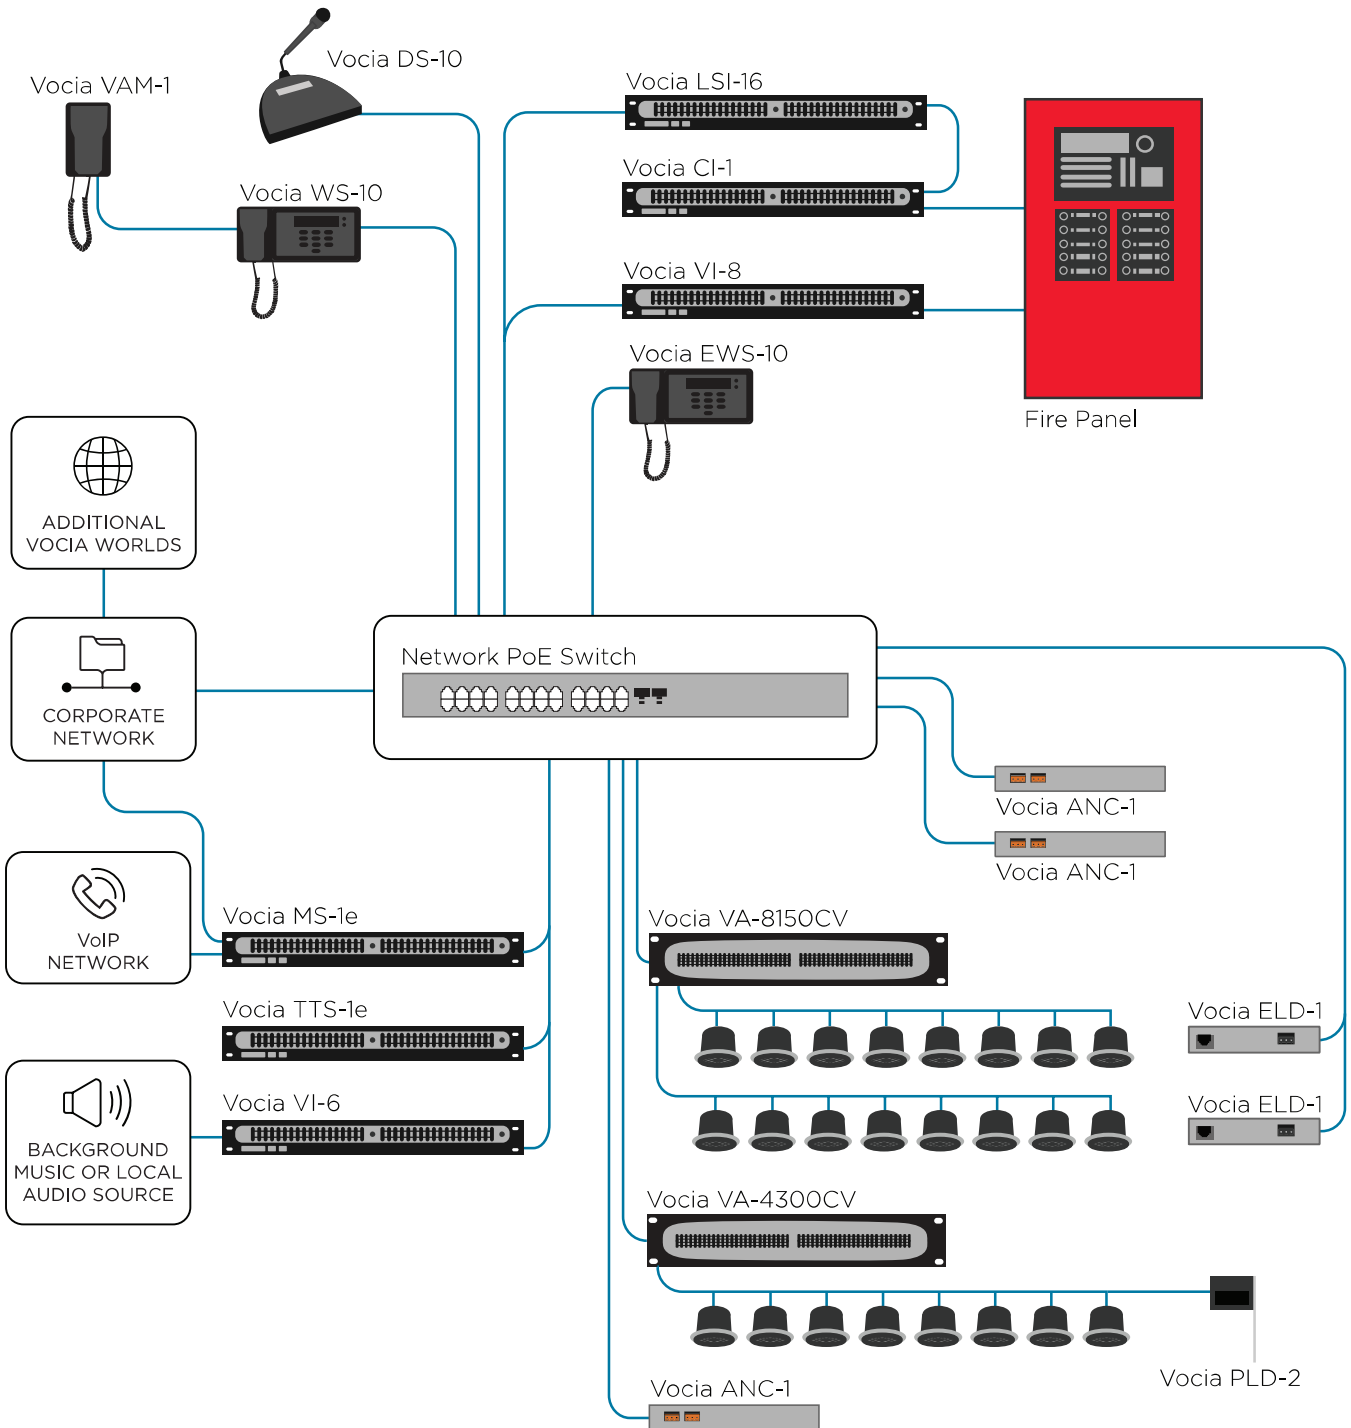 Vocia DS-10
Vocia VAM-1
Vocia LSI-16
Vocia CI-1
Vocia WS-10
Vocia VI-8
Vocia EWS-10
Fire Panel
ADDITIONAL
VOCIA WORLDS
Network PoE Switch
CORPORATE
NETWORK
Vocia ANC-1
Vocia ANC-1
Vocia MS-1e
Vocia VA-8150CV
VoIP
NETWORK
Vocia TTS-1e
Vocia ELD-1
Vocia VI-6
Vocia ELD-1
BACKGROUND
MUSIC OR LOCAL
AUDIO SOURCE
Vocia VA-4300CV
Vocia PLD-2
Vocia ANC-1